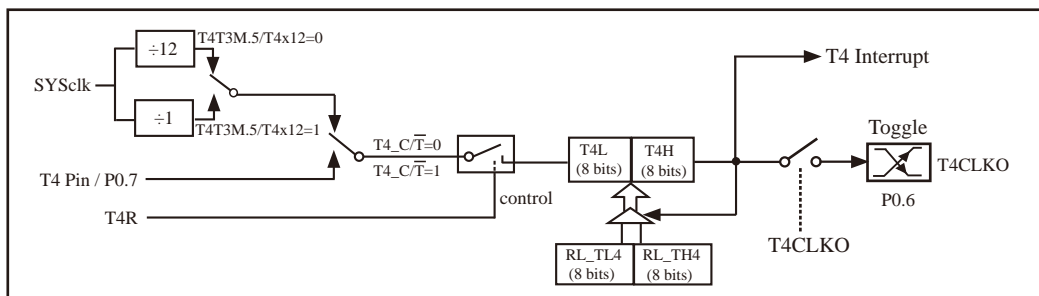 T4T3M.5/T4x12=0
÷12
SYSclk
÷1
T4T3M.5/T4x12=1
T4 Pin / P0.7
T4R
T4_C/T̅=0
T4_C/T̅=1
control
T4L
(8 bits)
T4H
(8 bits)
RL_TL4
(8 bits)
RL_TH4
(8 bits)
T4 Interrupt
Toggle
T4CLKO
P0.6
T4CLKO